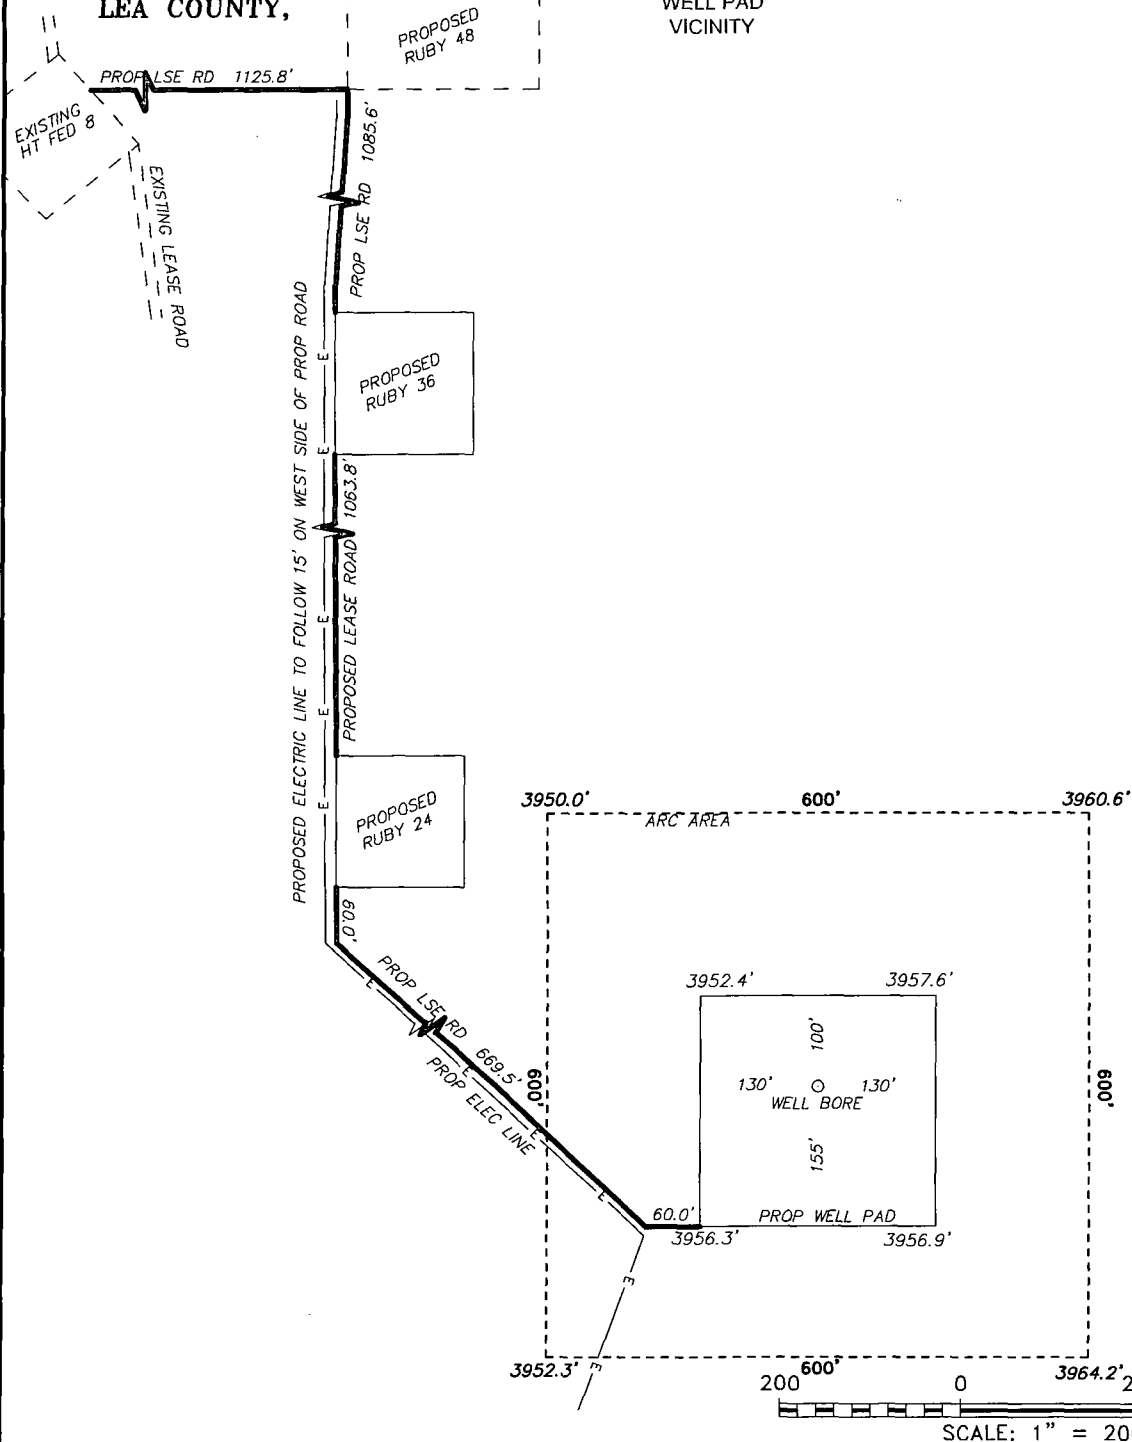 LEA COUNTY,
WELL PAD
VICINITY
PROPOSED
RUBY 48
PROP LSE RD 1125.8'
EXISTING
HT FED 8
EXISTING LEASE ROAD
PROP LSE RD 1085.6'
PROPOSED ELECTRIC LINE TO FOLLOW 15' ON WEST SIDE OF PROP ROAD
E
PROPOSED
RUBY 36
E
PROPOSED LEASE ROAD 1063.8'
E
E
E
PROPOSED
RUBY 24
60.0'
3950.0'
600'
3960.6'
ARC AREA
PROP LSE RD 669.5'
E
PROP ELEC LINE
E
E
E
3952.4'
3957.6'
100'
600'
130'
130'
WELL BORE
600'
155'
60.0'
PROP WELL PAD
3956.3'
3956.9'
E
E
3952.3'
600'
3964.2'
200
0
2
SCALE: 1" = 20